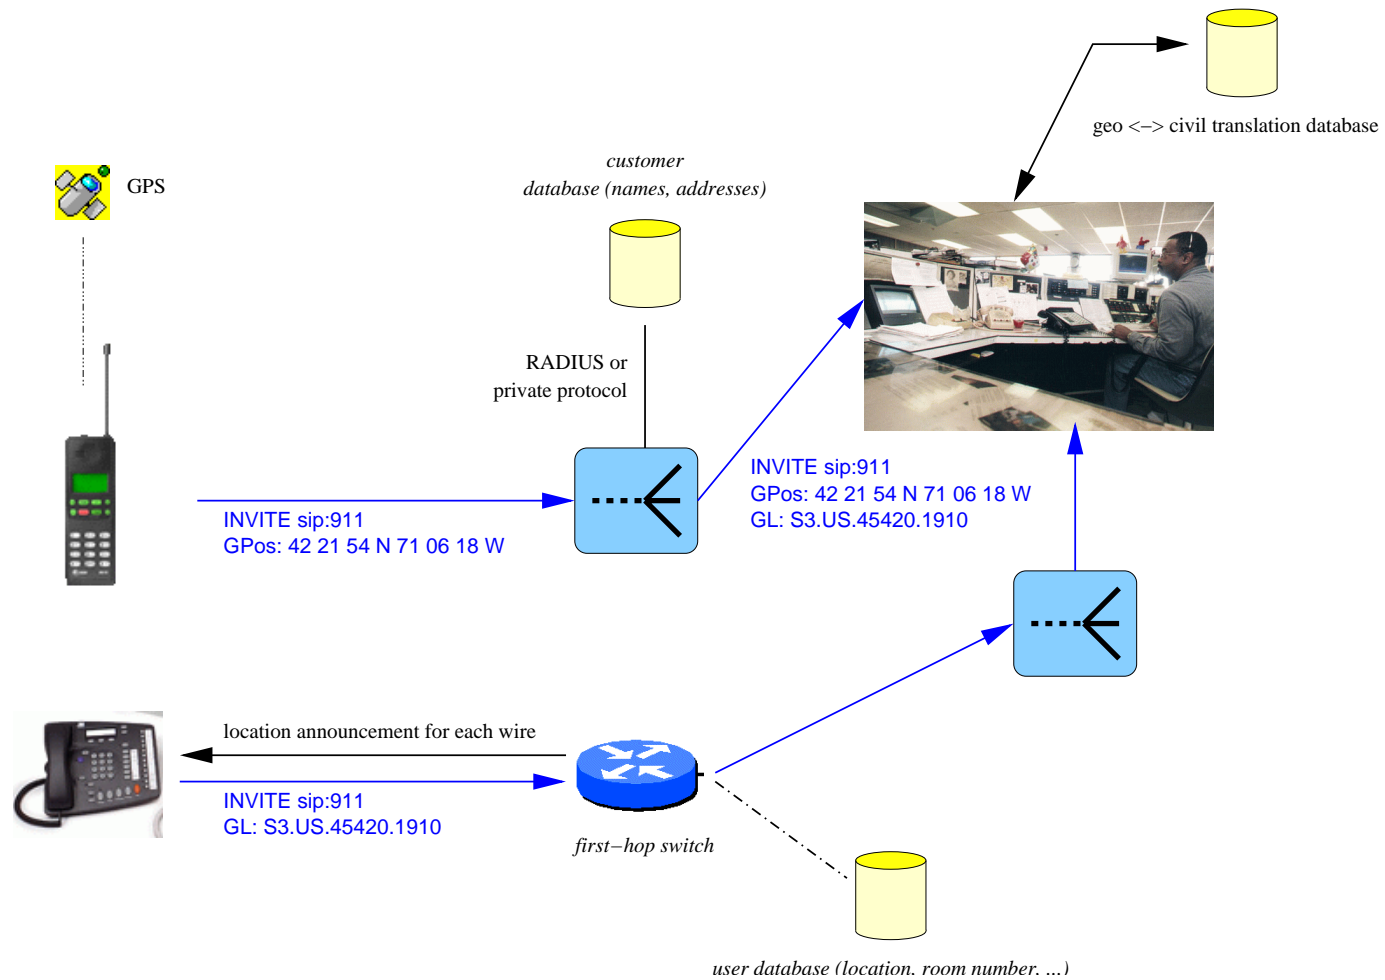 geo <−> civil translation database
customer
database (names, addresses)
GPS
RADIUS or
private protocol
INVITE sip:911
GPos: 42 21 54 N 71 06 18 W
GL: S3.US.45420.1910
INVITE sip:911
GPos: 42 21 54 N 71 06 18 W
location announcement for each wire
INVITE sip:911
GL: S3.US.45420.1910
first−hop switch
user database (location, room number, ...)